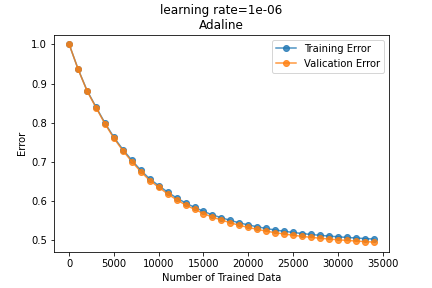 learning rate=1e-06
Adaline
Training Error
Valication Error
1.0
0.9
0.8
0.7
0.6
0.5
Error
0 5000 10000 15000 20000 25000 30000 35000
Number of Trained Data